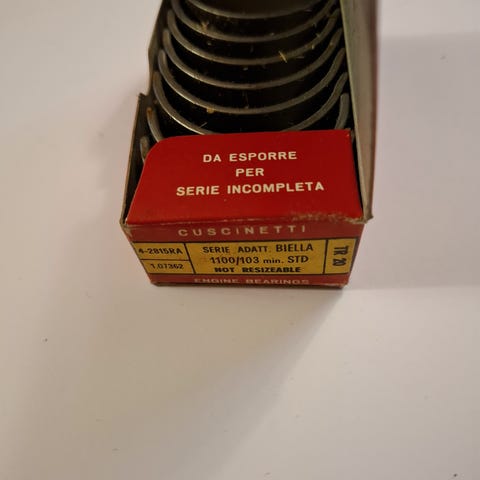 DA ESPORRE
PER
SERIE INCOMPLETA
CUSCINETTI
4-2815RA
1.07362
SERIE ADATT. BIELLA
1100/103 min. STD
NOT RESIZEABLE
TR 20
ENGINE BEARINGS